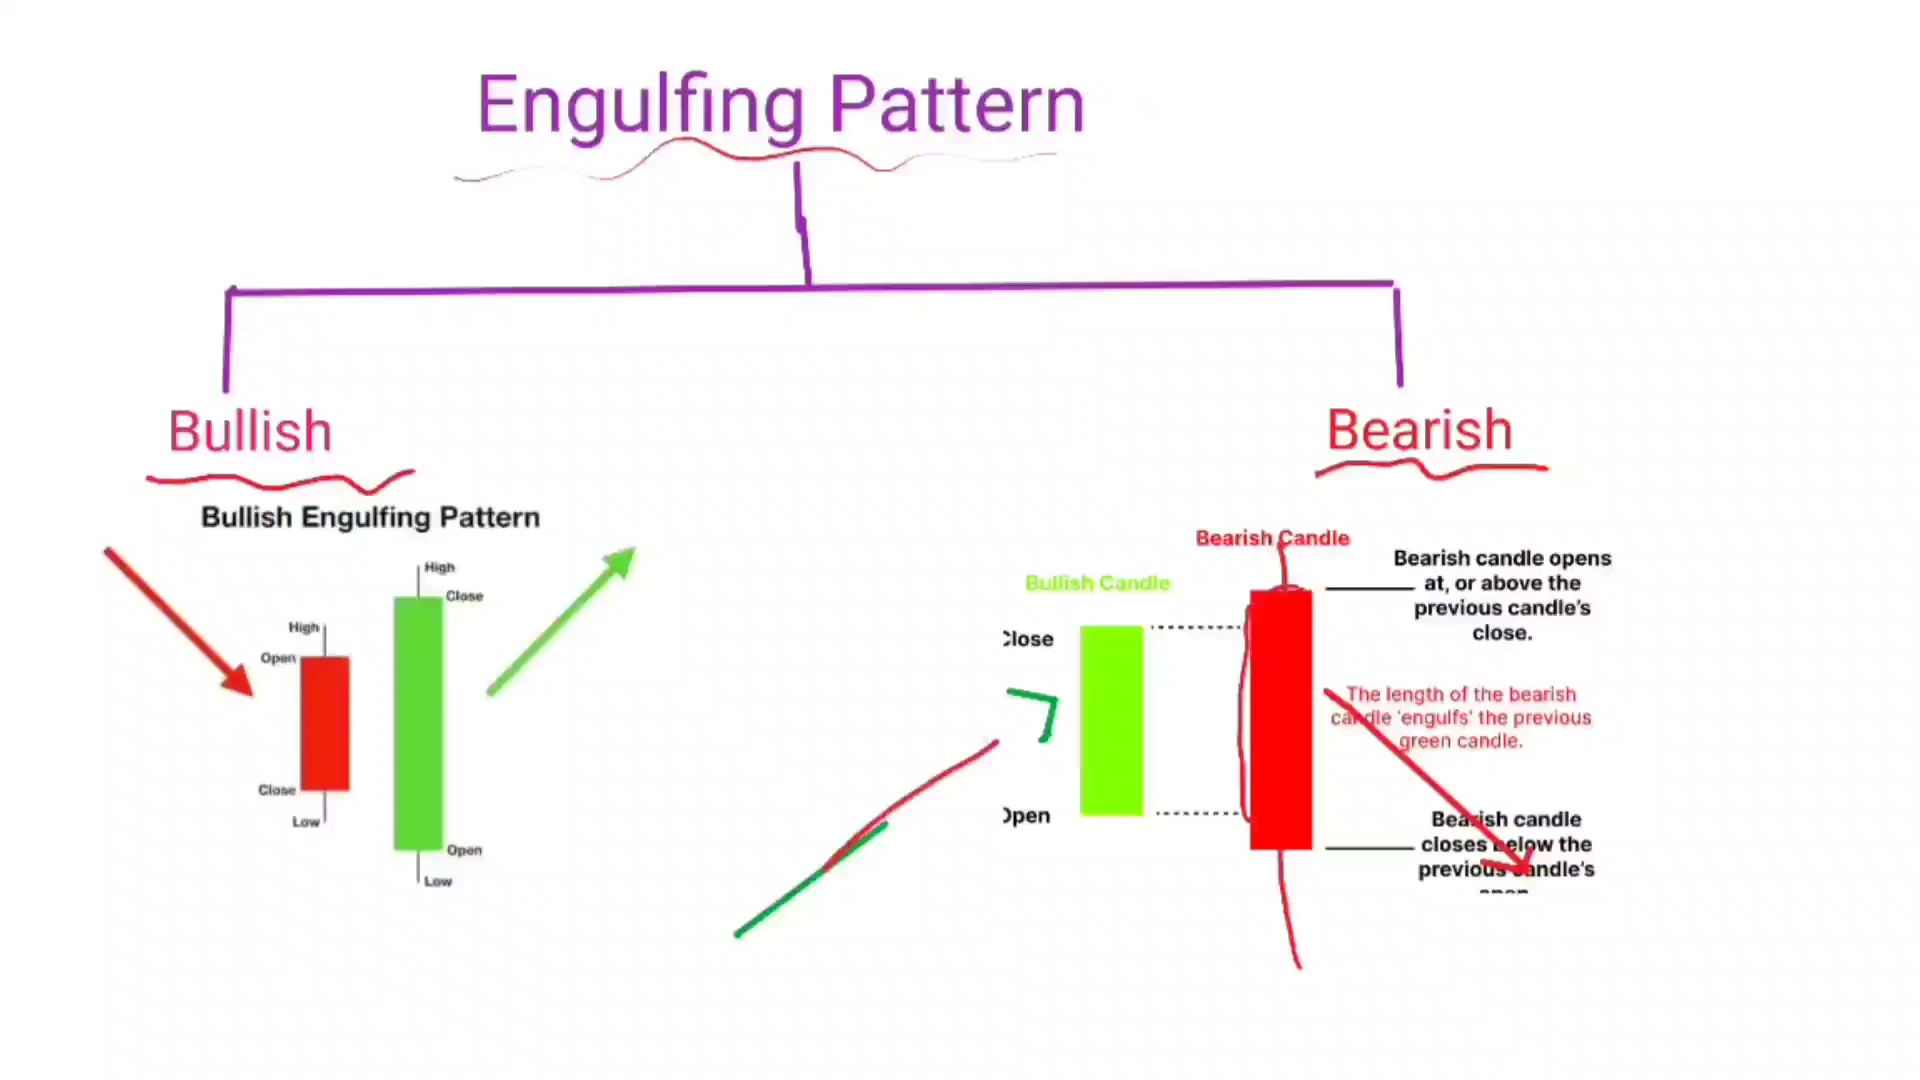 Engulfing Pattern
Bullish
Bearish
Bullish Engulfing Pattern
High
Close
High
Open
Close
Low
Open
Low
Bearish Candle
Bullish Candle
Close
Open
Bearish candle opens
at, or above the
previous candle's
close.
The length of the bearish
candle 'engulfs' the previous
green candle.
Bearish candle
closes below the
previous candle's